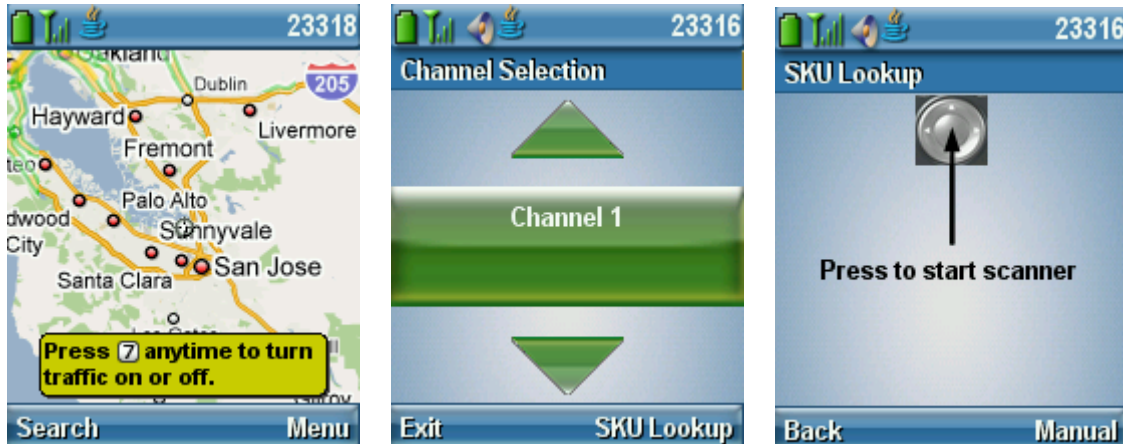 23318
Oakland
Dublin
205
Hayward
Livermore
Fremont
Palo Alto
Sunnyvale
City
San Jose
Santa Clara
Press 7 anytime to turn
traffic on or off.
Search Menu
23316
Channel Selection
Channel 1
Exit SKU Lookup
23316
SKU Lookup
Press to start scanner
Back Manual